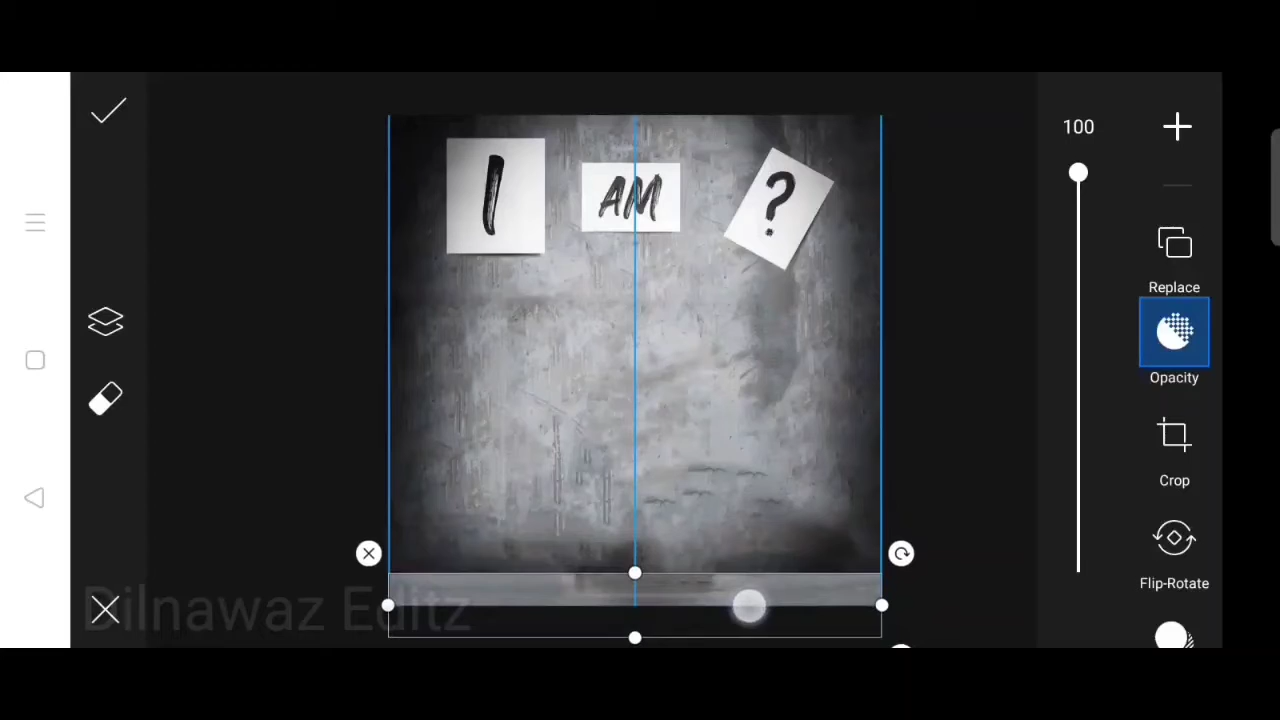 100
I
AM
?
Replace
Opacity
Crop
Flip-Rotate
Dilnawaz Editz